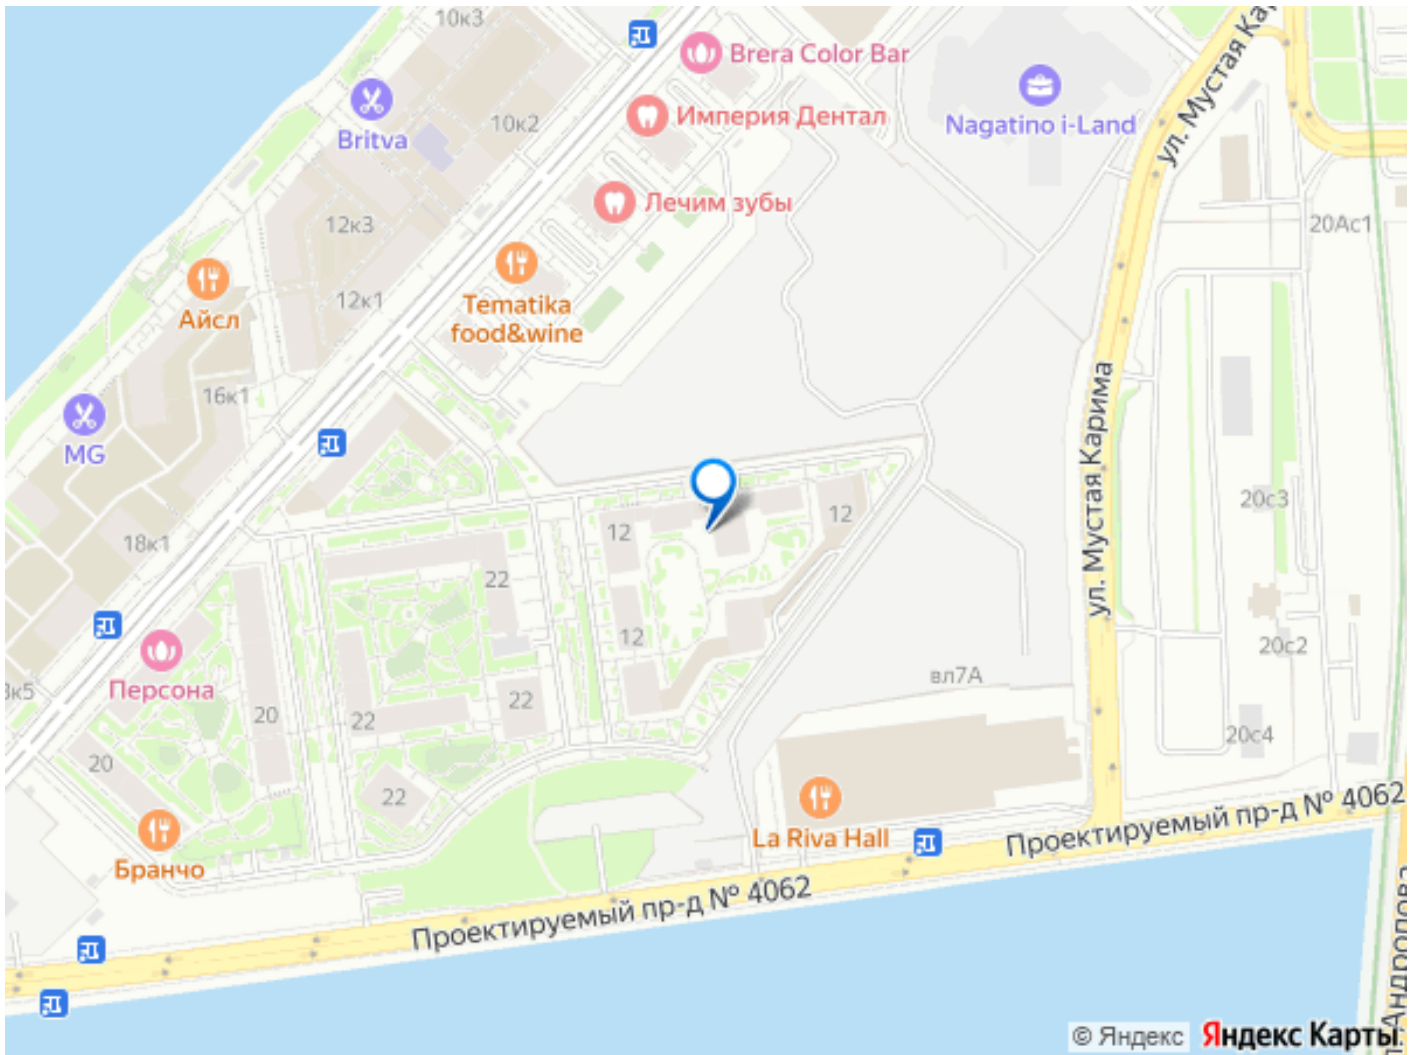 10к3
Brera Color Bar
Империя Дентал
10к2
Britva
Nagatino i-Land
ул. Мустая Ка
Лечим зубы
12к3
20Ас1
Айсл
12к1
Tematika
food&wine
16к1
MG
ул. Мустая Карима
18к1
12
12
20с3
22
12
20с2
Персона
вл7А
20
22
22
20с4
20
22
Бранчо
La Riva Hall
Проектируемый пр-д № 4062
Проектируемый пр-д № 4062
Андропова
© Яндекс
Яндекс Карты